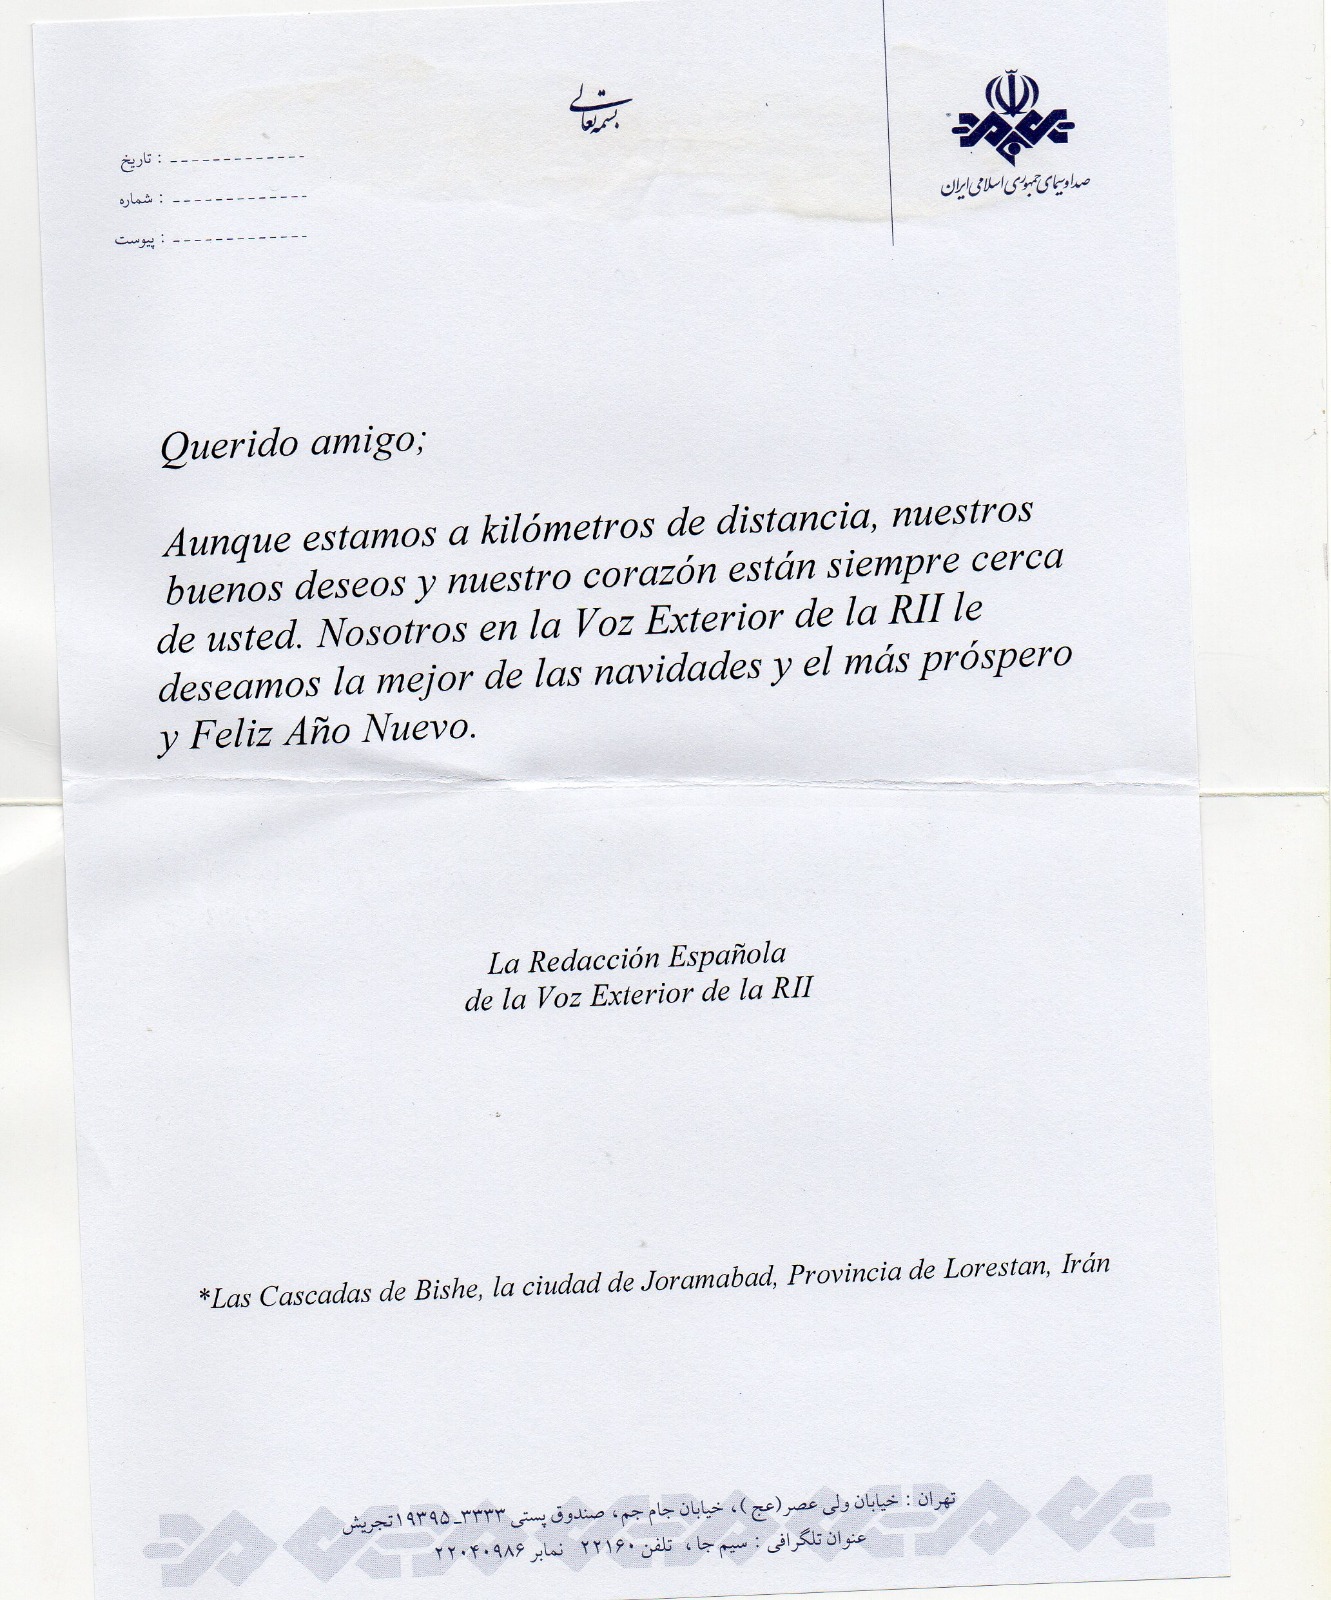 بسمه تعالی
صدا و سیمای جمهوری اسلامی ایران
تاریخ :
شماره :
پیوست :
Querido amigo;
Aunque estamos a kilómetros de distancia, nuestros
buenos deseos y nuestro corazón están siempre cerca
de usted. Nosotros en la Voz Exterior de la RII le
deseamos la mejor de las navidades y el más próspero
y Feliz Año Nuevo.
La Redacción Española
de la Voz Exterior de la RII
*Las Cascadas de Bishe, la ciudad de Joramabad, Provincia de Lorestan, Irán
تهران : خیابان ولی عصر(عج)، خیابان جام جم، صندوق پستی ۳۳۳۳ـ۱۹۳۹۵تجریش
عنوان تلگرافی : سیم جا، تلفن ۲۲۱۶۰ نمابر ۲۲۰۴۰۹۸۶